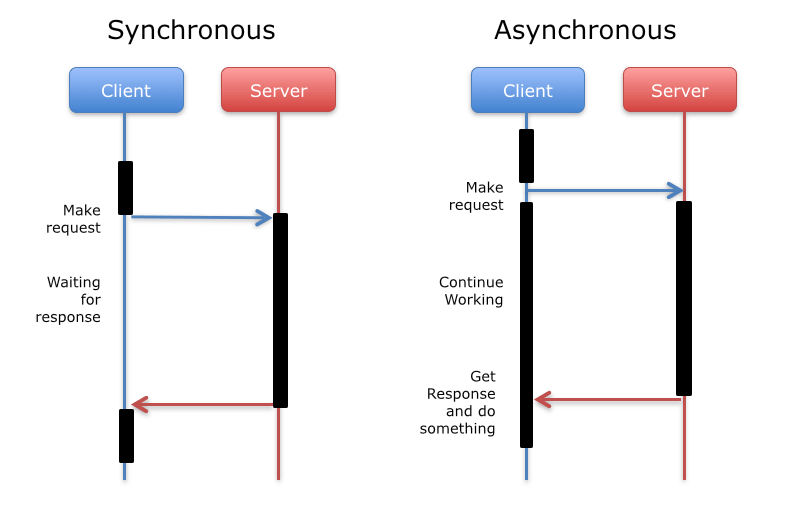 Synchronous
Client
Server
Make
request
Waiting
for
response
Asynchronous
Client
Server
Make
request
Continue
Working
Get
Response
and do
something